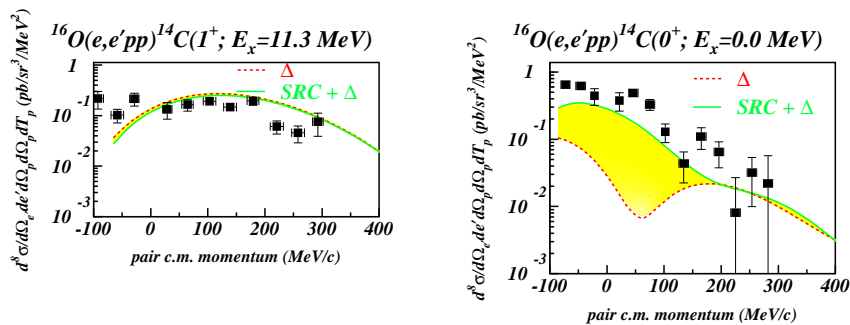 ¹⁶O(e,e′pp)¹⁴C(1⁺; Eₓ=11.3 MeV)
d⁸σ/dΩₑde′dΩₚdΩₚdTₚ (pb/sr³/MeV²)
1
10⁻¹
10⁻²
10⁻³
Δ
SRC + Δ
-100 0 100 200 300 400
pair c.m. momentum (MeV/c)
¹⁶O(e,e′pp)¹⁴C(0⁺; Eₓ=0.0 MeV)
d⁸σ/dΩₑde′dΩₚdΩₚdTₚ (pb/sr³/MeV²)
1
10⁻¹
10⁻²
10⁻³
Δ
SRC + Δ
-100 0 100 200 300 400
pair c.m. momentum (MeV/c)